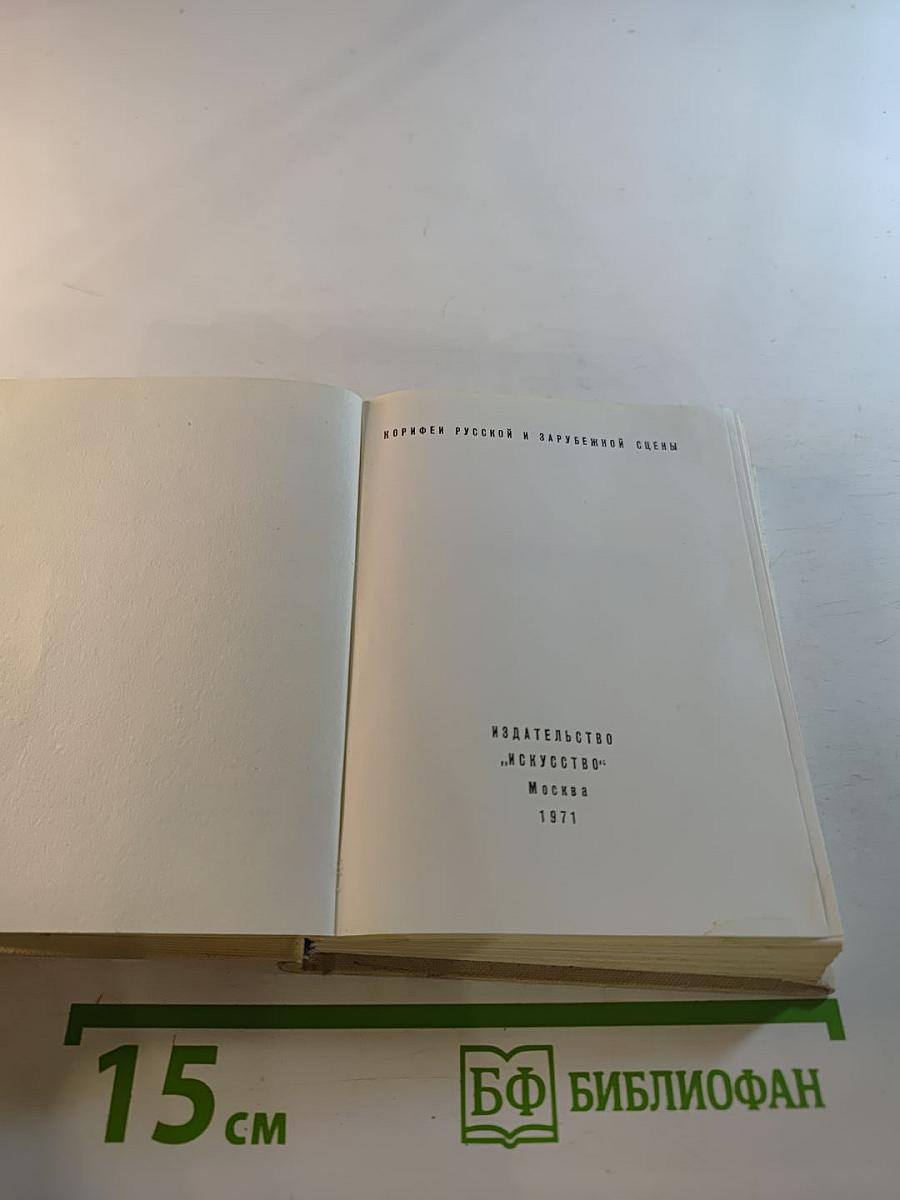 КОРИФЕИ РУССКОЙ И ЗАРУБЕЖНОЙ СЦЕНЫ
ИЗДАТЕЛЬСТВО
„ИСКУССТВО“
Москва
1971
15 см
БФ БИБЛИОФАН